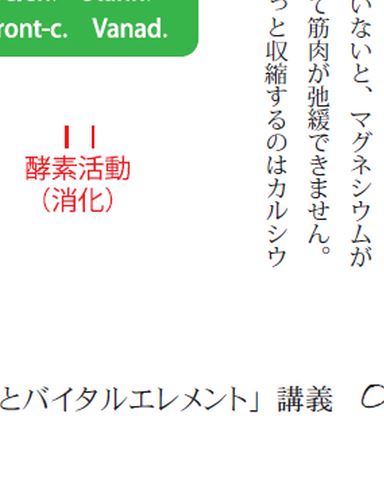 ront-c. Vanad.
酵素活動
（消化）
いないと、マグネシウムが
て筋肉が弛緩できません。
っと収縮するのはカルシウ
とバイタルエレメント」講義